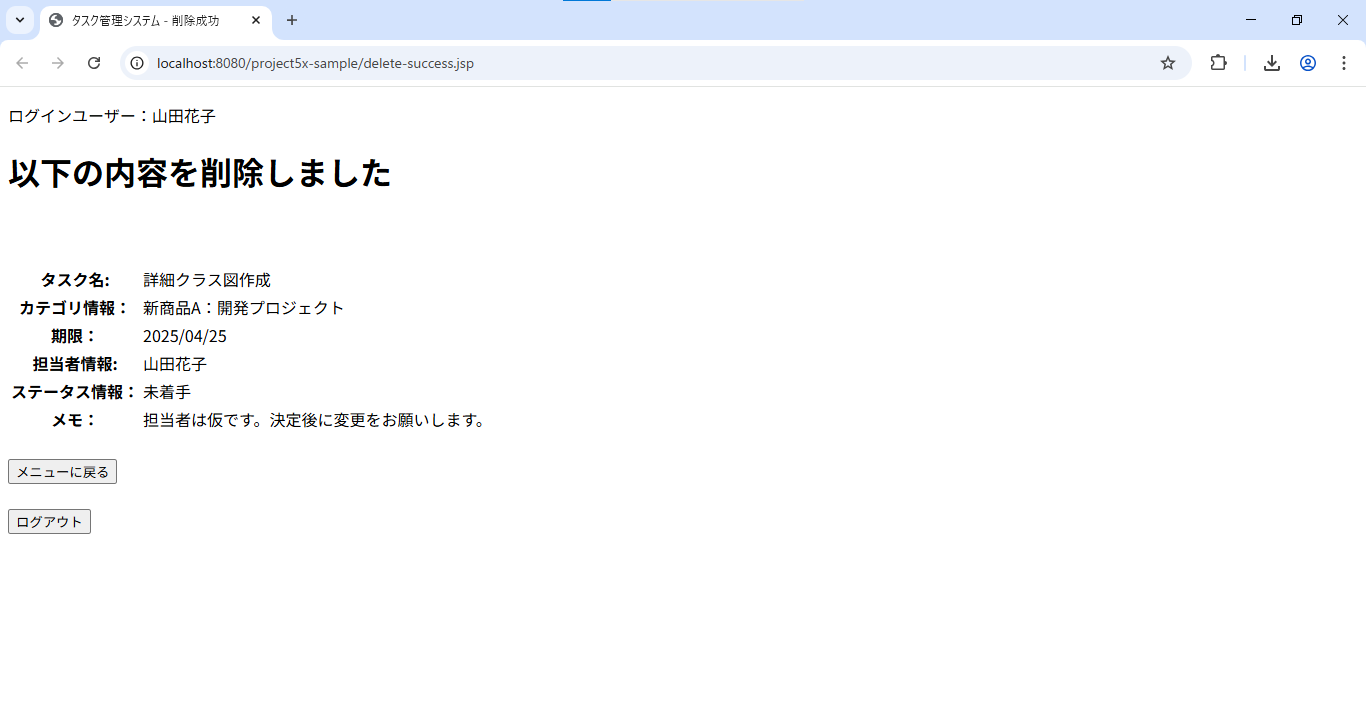 タスク管理システム - 削除成功
localhost:8080/project5x-sample/delete-success.jsp
ログインユーザー：山田花子
以下の内容を削除しました
タスク名: 詳細クラス図作成
カテゴリ情報： 新商品A：開発プロジェクト
期限： 2025/04/25
担当者情報: 山田花子
ステータス情報： 未着手
メモ： 担当者は仮です。決定後に変更をお願いします。
メニューに戻る
ログアウト